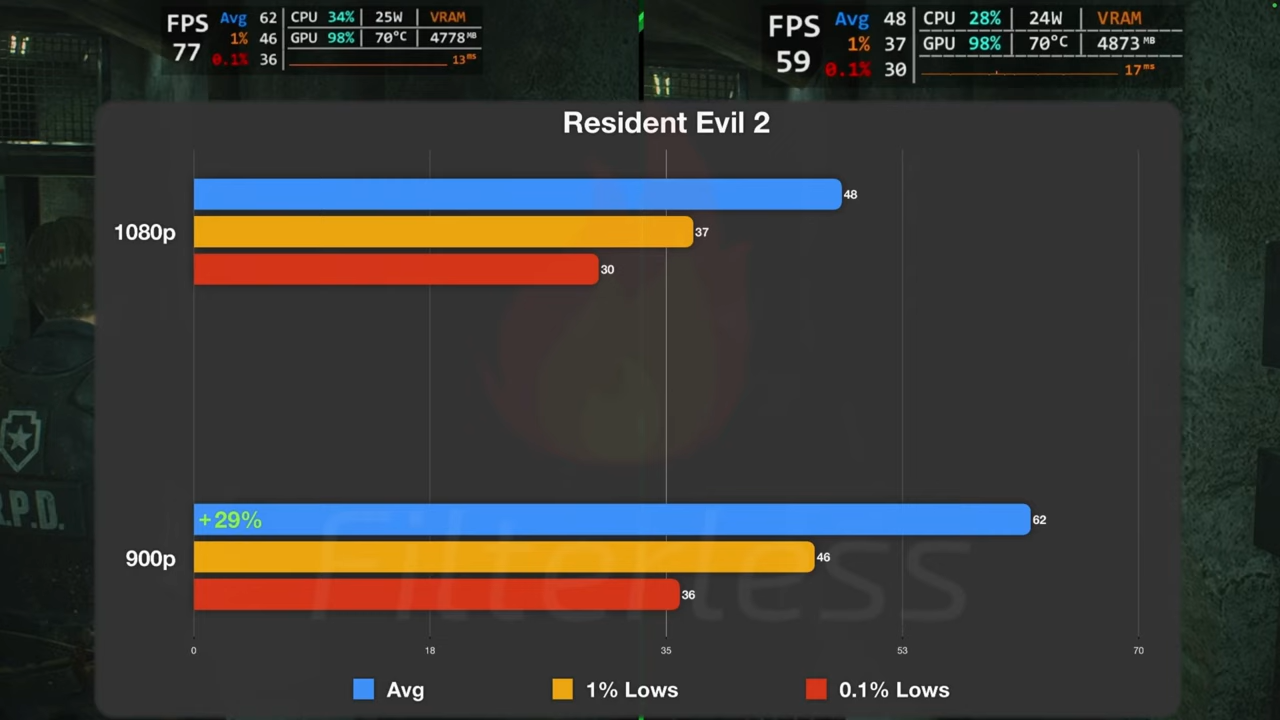 FPS Avg 62 CPU 34% 25W VRAM
77 1% 46 GPU 98% 70°C 4778MB
0.1% 36 13ms
FPS Avg 48 CPU 28% 24W VRAM
59 1% 37 GPU 98% 70°C 4873MB
0.1% 30 17ms
Resident Evil 2
48
1080p 37
30
+29% 62
900p 46
36
Filterless
R.P.D.
0 18 35 53 70
Avg 1% Lows 0.1% Lows